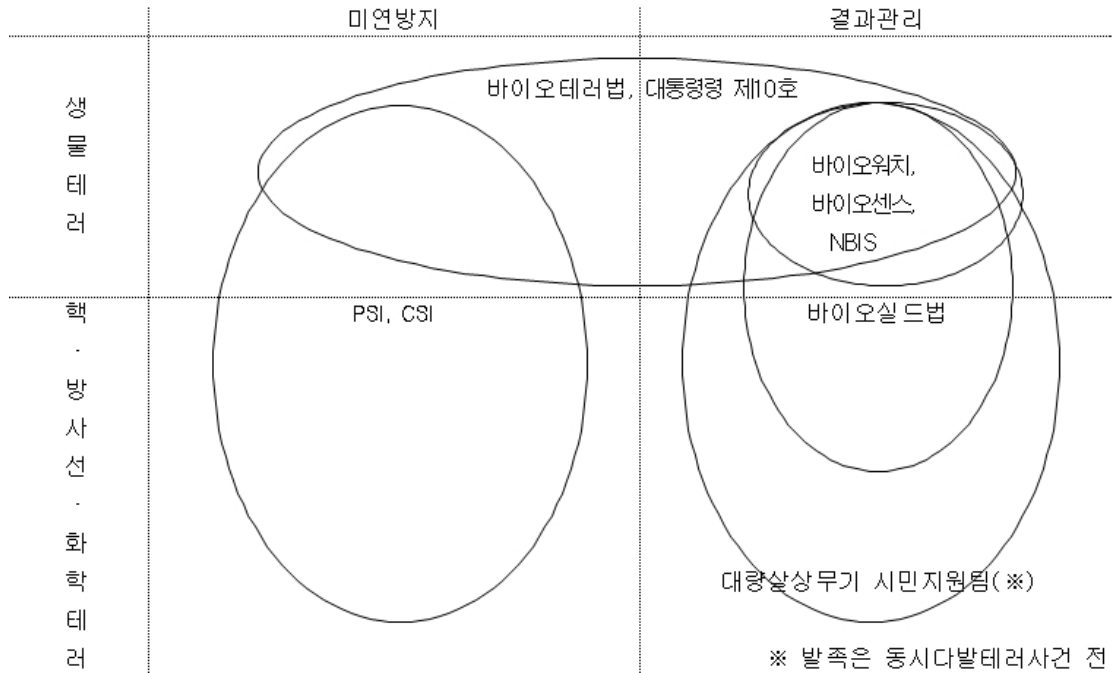 미연방지 결과관리
생물테러
바이오테러법, 대통령령 제10호
바이오워치,
바이오센스,
NBIS
핵·방사선·화학테러
PSI, CSI 바이오실드법
대량살상무기 시민지원팀(※)
※ 발족은 동시다발테러사건 전